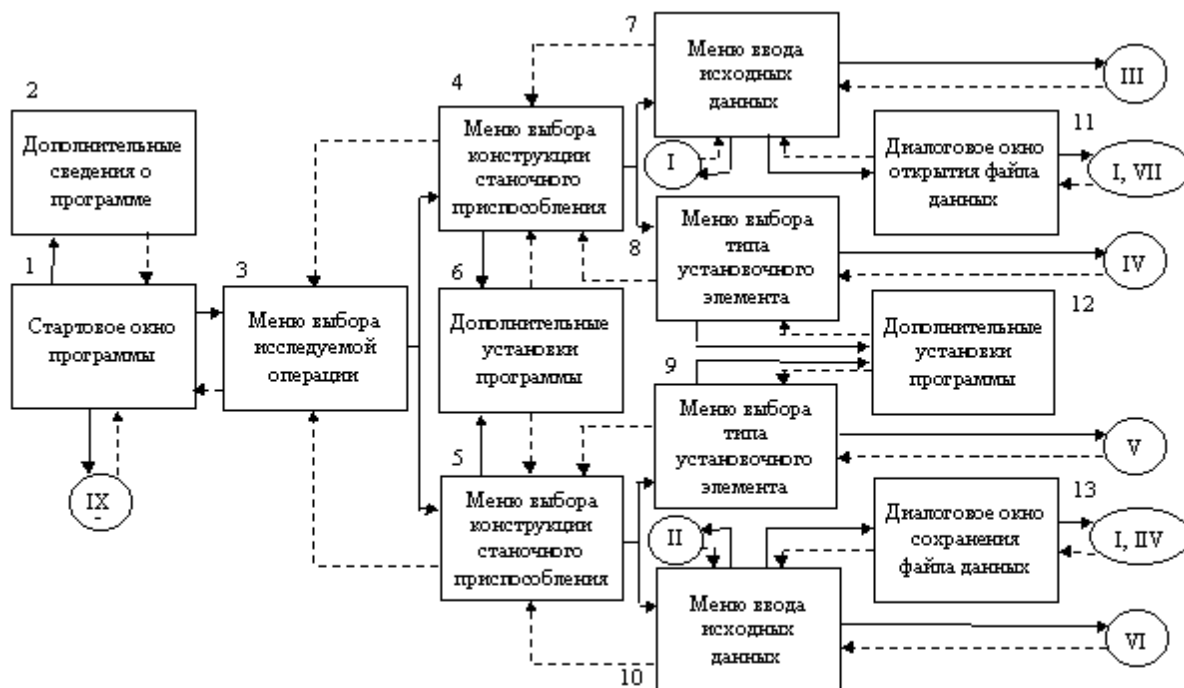 2
Дополнительные
сведения о
программе
1
Стартовое окно
программы
IX
3
Меню выбора
исследуемой
операции
4
Меню выбора
конструкции
станочного
приспособления
6
Дополнительные
установки
программы
5
Меню выбора
конструкции
станочного
приспособления
7
Меню ввода
исходных
данных
I
III
11
Диалоговое окно
открытия файла
данных
I, VII
8
Меню выбора
типа
установочного
элемента
IV
12
Дополнительные
установки
программы
9
Меню выбора
типа
установочного
элемента
V
13
Диалоговое окно
сохранения
файла данных
I, IIV
II
10
Меню ввода
исходных
данных
VI